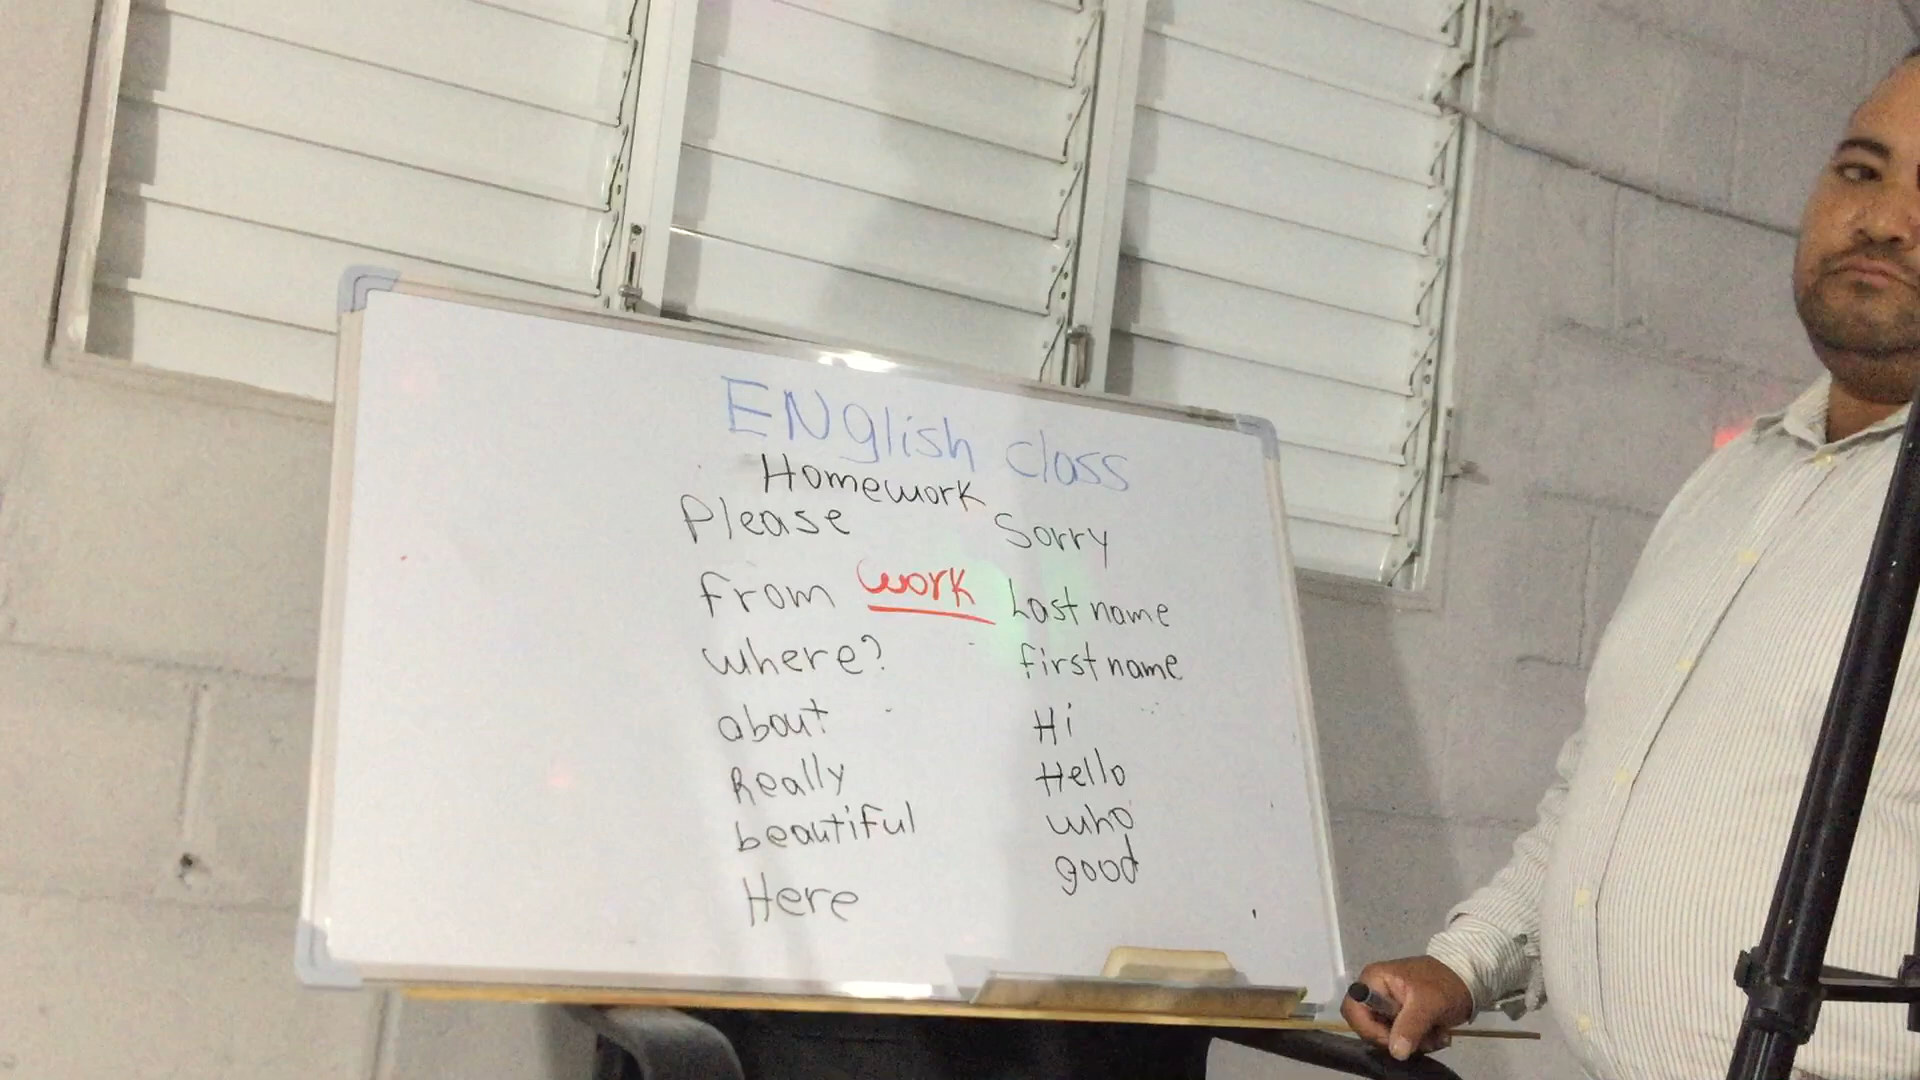 ENglish class
Homework
Please
Sorry
from work Last name
where? first name
about Hi
Really Hello
beautiful who
Here good